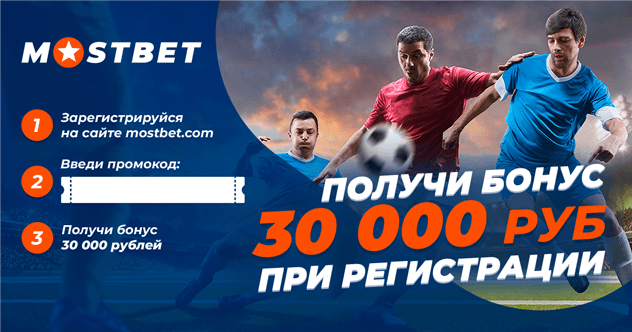 MOSTBET
1 Зарегистрируйся
на сайте mostbet.com
2 Введи промокод:
3 Получи бонус
30 000 рублей
ПОЛУЧИ БОНУС
30 000 РУБ
ПРИ РЕГИСТРАЦИИ